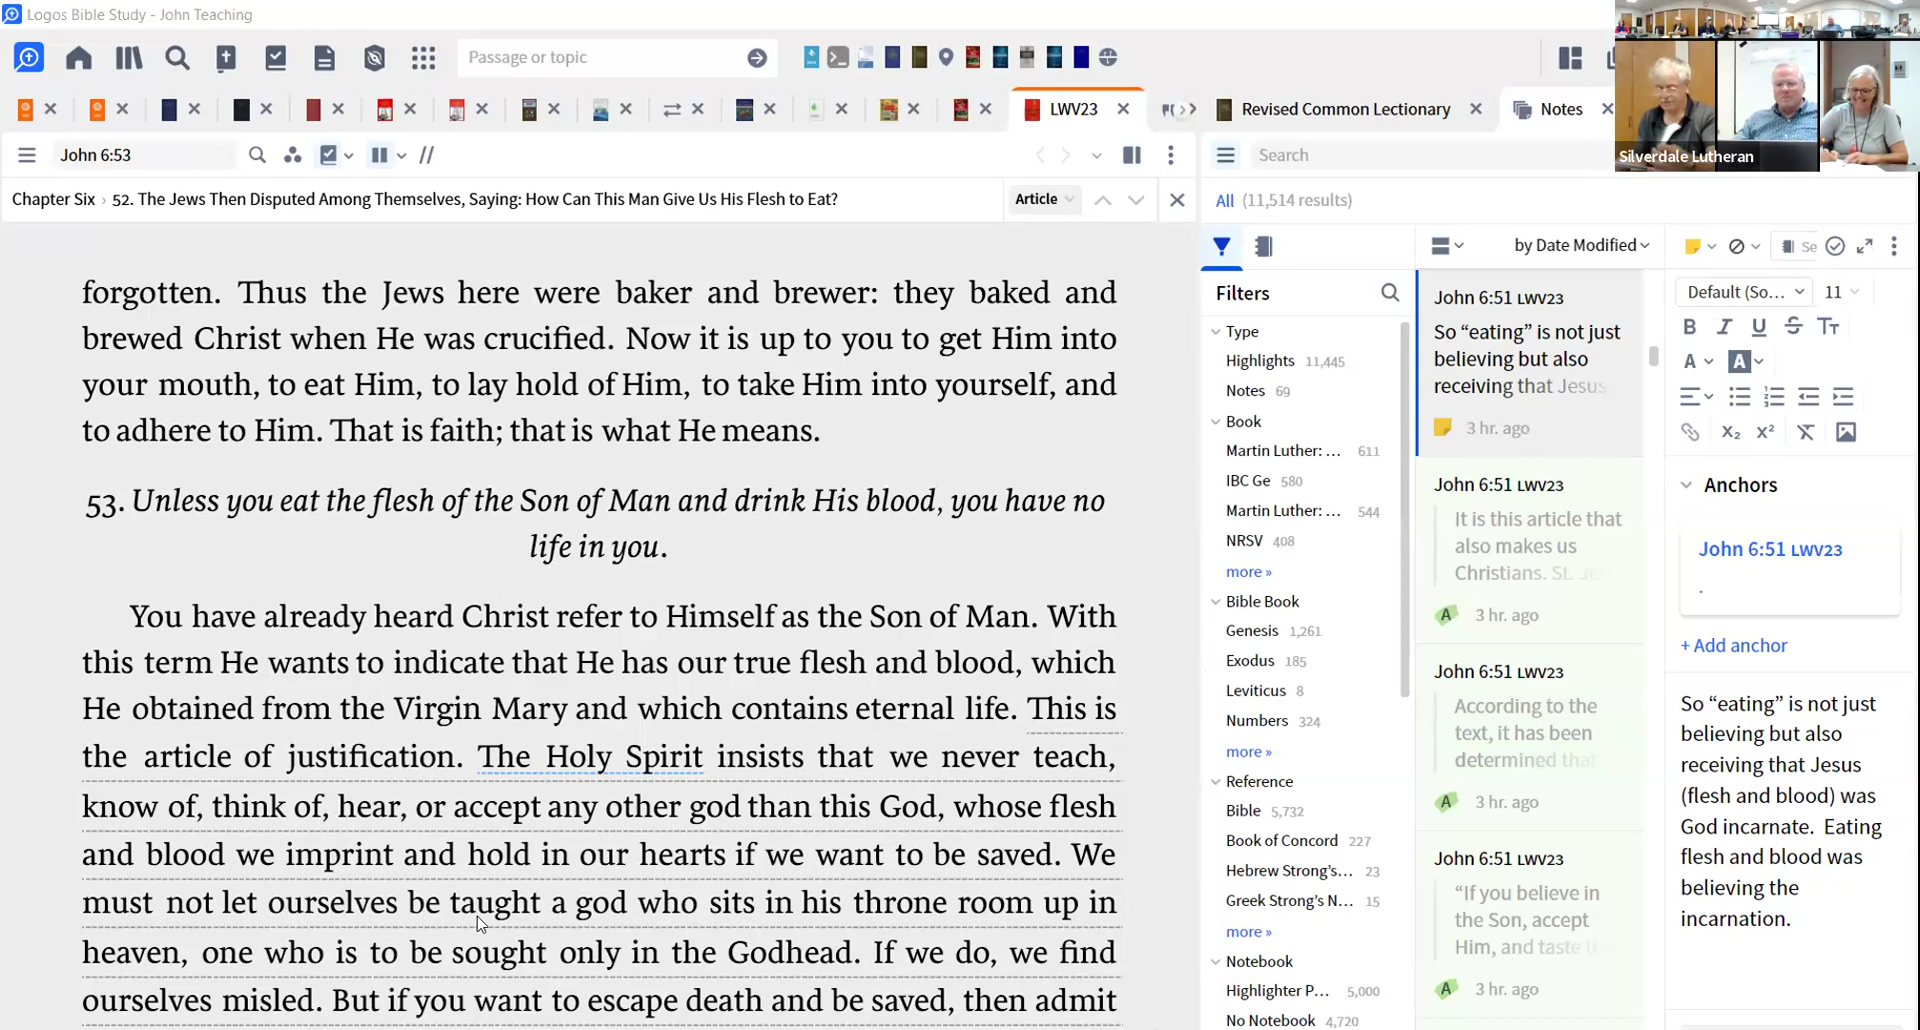 Logos Bible Study - John Teaching
Passage or topic
LWV23
Revised Common Lectionary
Notes
Silverdale Lutheran
John 6:53
Search
Chapter Six › 52. The Jews Then Disputed Among Themselves, Saying: How Can This Man Give Us His Flesh to Eat?
Article
forgotten. Thus the Jews here were baker and brewer: they baked and
brewed Christ when He was crucified. Now it is up to you to get Him into
your mouth, to eat Him, to lay hold of Him, to take Him into yourself, and
to adhere to Him. That is faith; that is what He means.
53. Unless you eat the flesh of the Son of Man and drink His blood, you have no
life in you.
You have already heard Christ refer to Himself as the Son of Man. With
this term He wants to indicate that He has our true flesh and blood, which
He obtained from the Virgin Mary and which contains eternal life. This is
the article of justification. The Holy Spirit insists that we never teach,
know of, think of, hear, or accept any other god than this God, whose flesh
and blood we imprint and hold in our hearts if we want to be saved. We
must not let ourselves be taught a god who sits in his throne room up in
heaven, one who is to be sought only in the Godhead. If we do, we find
ourselves misled. But if you want to escape death and be saved, then admit
All (11,514 results)
Filters
Type
Highlights 11,445
Notes 69
Book
Martin Luther: ... 611
IBC Ge 580
Martin Luther: ... 544
NRSV 408
more »
Bible Book
Genesis 1,261
Exodus 185
Leviticus 8
Numbers 324
more »
Reference
Bible 5,732
Book of Concord 227
Hebrew Strong's... 23
Greek Strong's N... 15
more »
Notebook
Highlighter P... 5,000
No Notebook 4,720
by Date Modified
John 6:51 LWV23
So “eating” is not just
believing but also
receiving that Jesus
3 hr. ago
John 6:51 LWV23
It is this article that
also makes us
Christians. St.
3 hr. ago
John 6:51 LWV23
According to the
text, it has been
determined that
3 hr. ago
John 6:51 LWV23
“If you believe in
the Son, accept
Him, and taste
3 hr. ago
Se
Default (So... 11
B I U S TT
A A
X₂ X²
Anchors
John 6:51 LWV23
.
+ Add anchor
So “eating” is not just
believing but also
receiving that Jesus
(flesh and blood) was
God incarnate. Eating
flesh and blood was
believing the
incarnation.